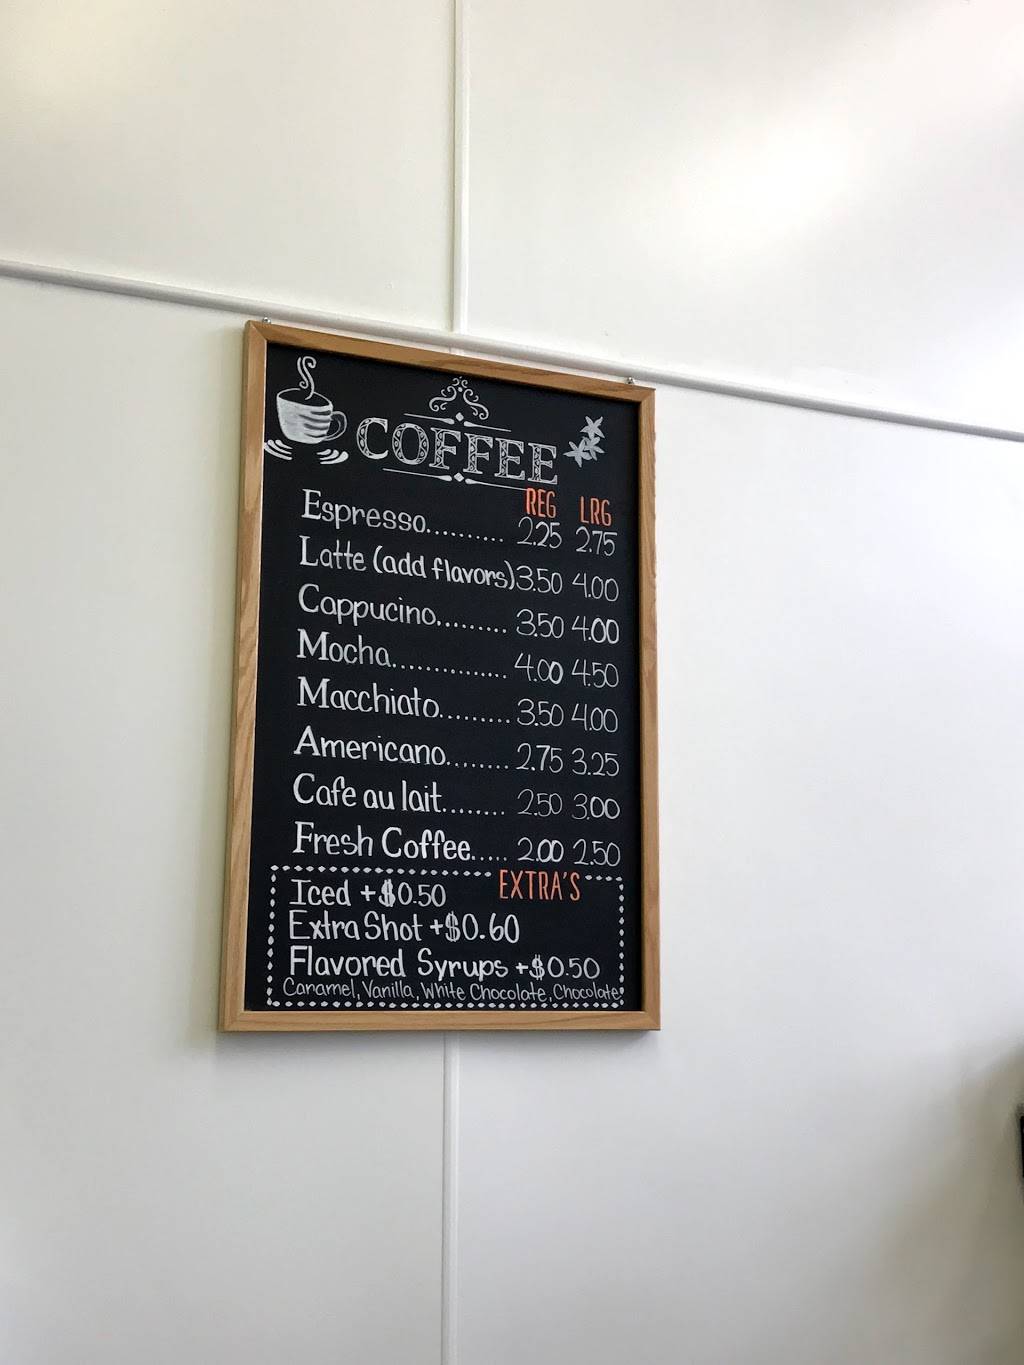 COFFEE
REG LRG
Espresso.......... 2.25 2.75
Latte (add flavors) 3.50 4.00
Cappucino......... 3.50 4.00
Mocha.............. 4.00 4.50
Macchiato......... 3.50 4.00
Americano........ 2.75 3.25
Cafe au lait........ 2.50 3.00
Fresh Coffee..... 2.00 2.50
EXTRA'S
Iced +$0.50
Extra Shot +$0.60
Flavored Syrups +$0.50
Caramel, Vanilla, White Chocolate, Chocolate